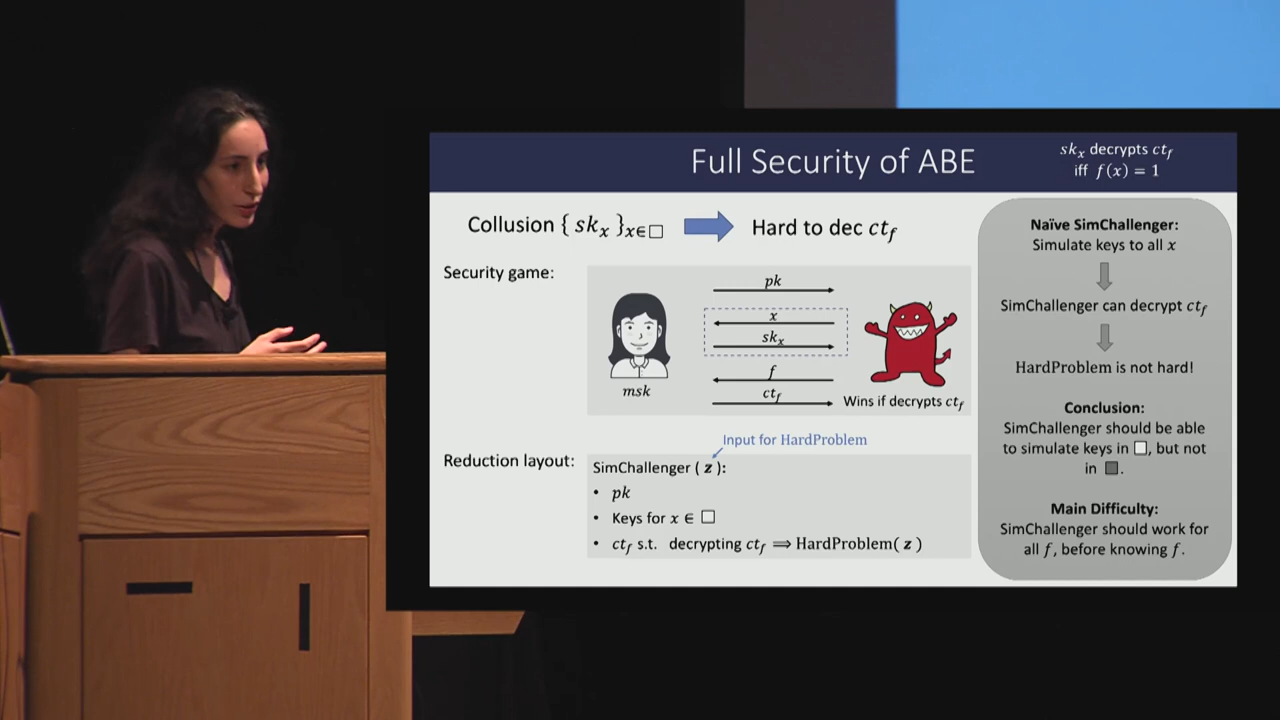 Full Security of ABE
sk_x decrypts ct_f
iff f(x) = 1
Collusion { sk_x }_{x∈□}
Hard to dec ct_f
Security game:
pk
x
sk_x
f
ct_f
msk
Wins if decrypts ct_f
Input for HardProblem
Reduction layout:
SimChallenger ( z ):
• pk
• Keys for x ∈ □
• ct_f s.t. decrypting ct_f ⟹ HardProblem( z )
Naïve SimChallenger:
Simulate keys to all x
SimChallenger can decrypt ct_f
HardProblem is not hard!
Conclusion:
SimChallenger should be able
to simulate keys in □, but not
in ■.
Main Difficulty:
SimChallenger should work for
all f, before knowing f.